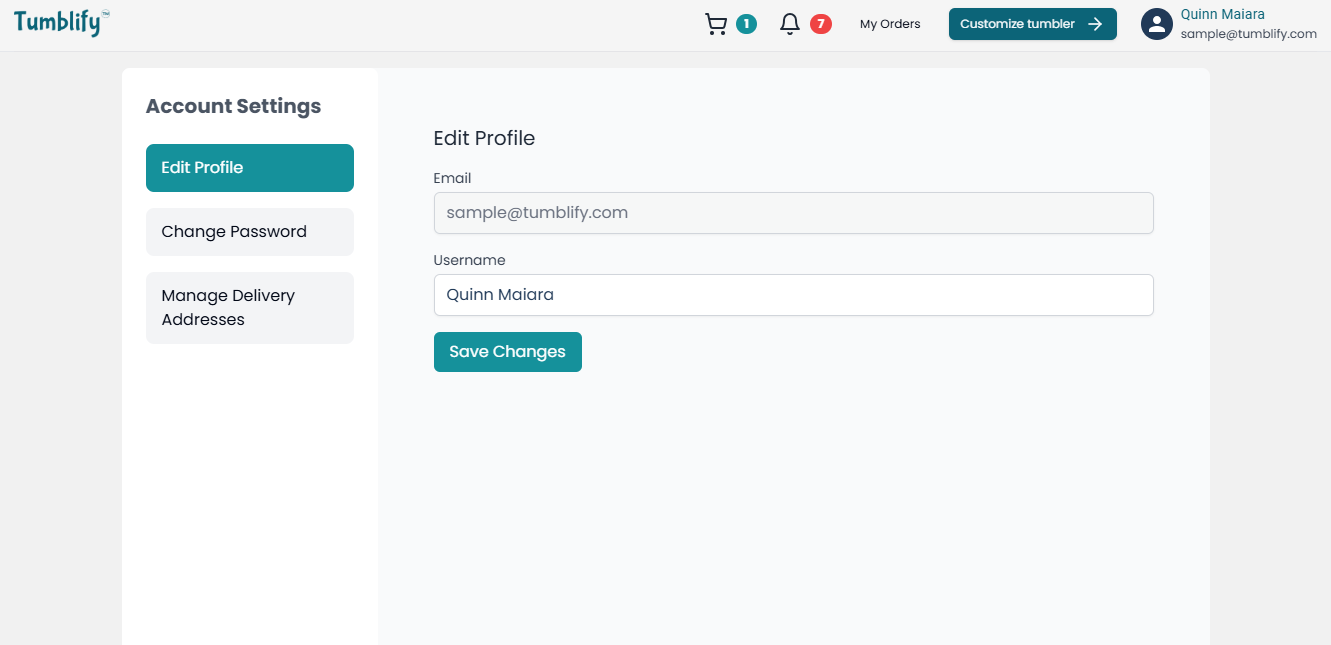 Tumblify™
1
7
My Orders
Customize tumbler
Quinn Maiara
sample@tumblify.com
Account Settings
Edit Profile
Change Password
Manage Delivery
Addresses
Edit Profile
Email
sample@tumblify.com
Username
Quinn Maiara
Save Changes